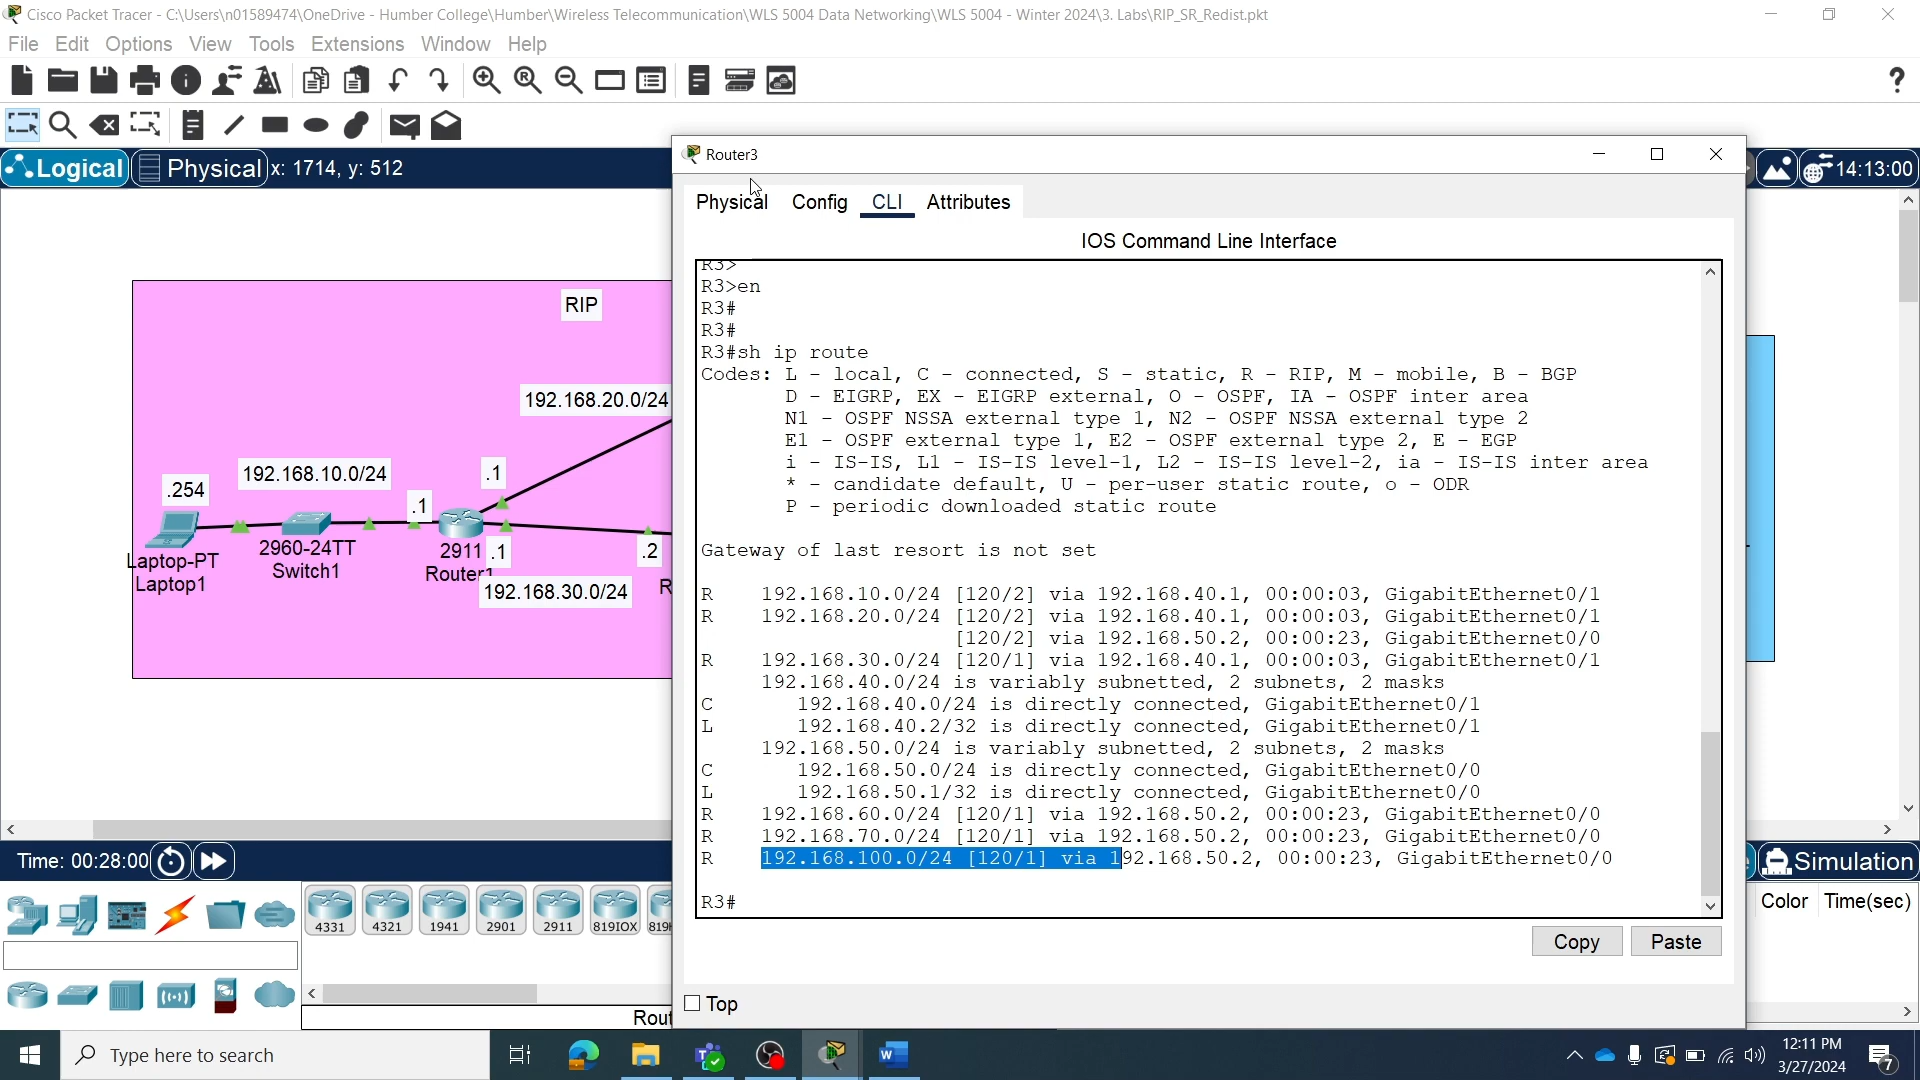 Cisco Packet Tracer - C:\Users\n01589474\OneDrive - Humber College\Humber\Wireless Telecommunication\WLS 5004 Data Networking\WLS 5004 - Winter 2024\3. Labs\RIP_SR_Redist.pkt
File Edit Options View Tools Extensions Window Help
Logical Physical x: 1714, y: 512
14:13:00
Router3
Physical Config CLI Attributes
IOS Command Line Interface
R3>
R3>en
R3#
R3#
R3#sh ip route
Codes: L - local, C - connected, S - static, R - RIP, M - mobile, B - BGP
D - EIGRP, EX - EIGRP external, O - OSPF, IA - OSPF inter area
N1 - OSPF NSSA external type 1, N2 - OSPF NSSA external type 2
E1 - OSPF external type 1, E2 - OSPF external type 2, E - EGP
i - IS-IS, L1 - IS-IS level-1, L2 - IS-IS level-2, ia - IS-IS inter area
* - candidate default, U - per-user static route, o - ODR
P - periodic downloaded static route
Gateway of last resort is not set
R 192.168.10.0/24 [120/2] via 192.168.40.1, 00:00:03, GigabitEthernet0/1
R 192.168.20.0/24 [120/2] via 192.168.40.1, 00:00:03, GigabitEthernet0/1
[120/2] via 192.168.50.2, 00:00:23, GigabitEthernet0/0
R 192.168.30.0/24 [120/1] via 192.168.40.1, 00:00:03, GigabitEthernet0/1
192.168.40.0/24 is variably subnetted, 2 subnets, 2 masks
C 192.168.40.0/24 is directly connected, GigabitEthernet0/1
L 192.168.40.2/32 is directly connected, GigabitEthernet0/1
192.168.50.0/24 is variably subnetted, 2 subnets, 2 masks
C 192.168.50.0/24 is directly connected, GigabitEthernet0/0
L 192.168.50.1/32 is directly connected, GigabitEthernet0/0
R 192.168.60.0/24 [120/1] via 192.168.50.2, 00:00:23, GigabitEthernet0/0
R 192.168.70.0/24 [120/1] via 192.168.50.2, 00:00:23, GigabitEthernet0/0
R 192.168.100.0/24 [120/1] via 192.168.50.2, 00:00:23, GigabitEthernet0/0
R3#
Copy Paste
Top
RIP
192.168.20.0/24
192.168.10.0/24
.1
.254
.1
2960-24TT
Switch1
2911 .1
Router1
.2
Laptop-PT
Laptop1
192.168.30.0/24
R
Time: 00:28:00
Simulation
4331 4321 1941 2901 2911 819IOX
Color Time(sec)
Rout
Type here to search
12:11 PM
3/27/2024
7